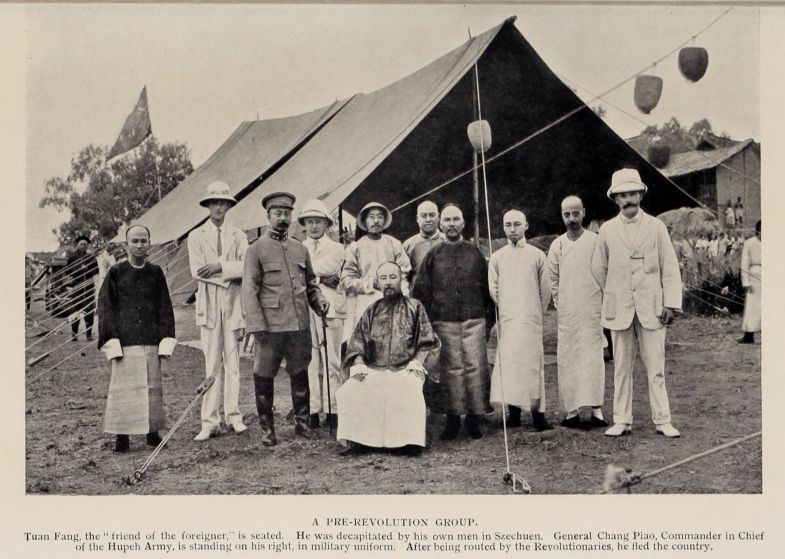 A PRE-REVOLUTION GROUP.
Tuan Fang, the "friend of the foreigner," is seated. He was decapitated by his own men in Szechuen. General Chang Piao, Commander in Chief
of the Hupeh Army, is standing on his right, in military uniform. After being routed by the Revolutionaries, he fled the country.